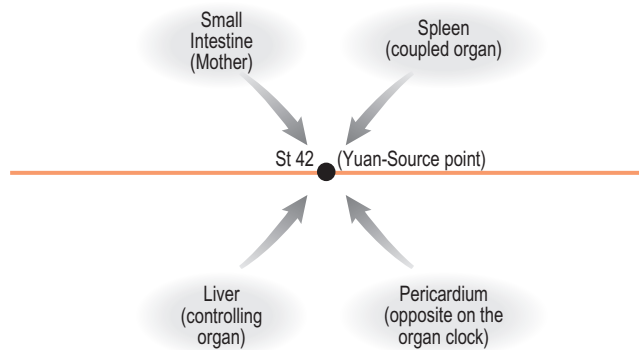 Small
Intestine
(Mother)
Spleen
(coupled organ)
St 42 (Yuan-Source point)
Liver
(controlling
organ)
Pericardium
(opposite on the
organ clock)